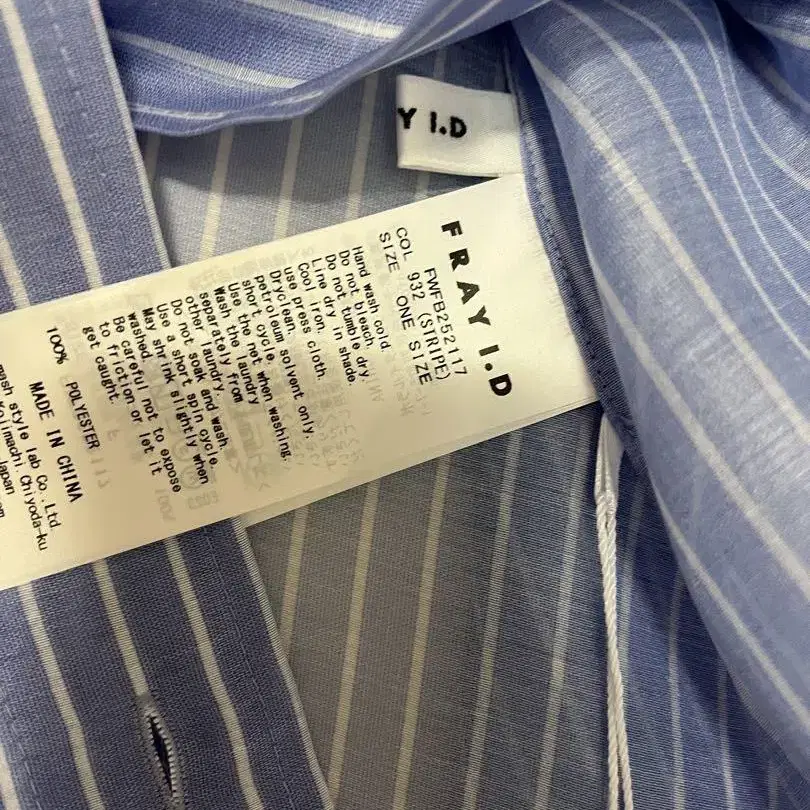 Y I.D
FRAY I.D
FWFB252117
COL 932 (STRIPE)
SIZE ONE SIZE
Hand wash cold.
Do not bleach.
Do not tumble dry.
Line dry in shade.
Cool iron.
use press cloth.
Dryclean.
petroleum solvent only.
short cycle.
Use the net when washing.
Wash the laundry
separately from
other laundry.
Do not soak and wash.
Use a short spin cycle.
May shrink slightly when
washed.
Be careful not to expose
to friction or let it
get caught.
100% POLYESTER
MADE IN CHINA
mash style lab Co., Ltd.
Kojimachi, Chiyoda-ku
Japan